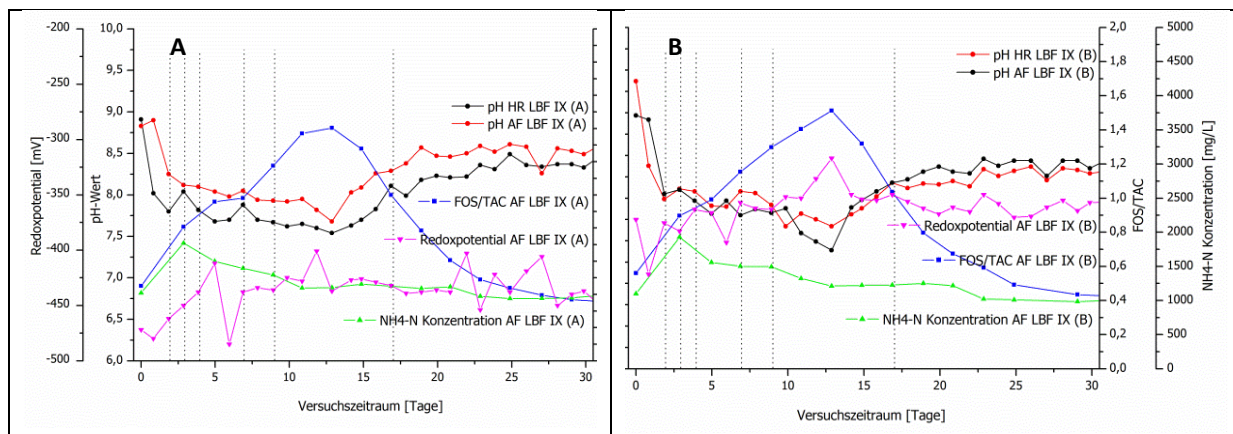 A
Redoxpotential [mV]
-200
-250
-300
-350
-400
-450
-500
pH-Wert
10,0
9,5
9,0
8,5
8,0
7,5
7,0
6,5
6,0
pH HR LBF IX (A)
pH AF LBF IX (A)
FOS/TAC AF LBF IX (A)
Redoxpotential AF LBF IX (A)
NH4-N Konzentration AF LBF IX (A)
0 5 10 15 20 25 30
Versuchszeitraum [Tage]
B
pH HR LBF IX (B)
pH AF LBF IX (B)
Redoxpotential AF LBF IX (B)
FOS/TAC AF LBF IX (B)
NH4-N Konzentration AF LBF IX (B)
0 5 10 15 20 25 30
Versuchszeitraum [Tage]
2,0
1,8
1,6
1,4
1,2
1,0
0,8
0,6
0,4
0,2
0,0
FOS/TAC
5000
4500
4000
3500
3000
2500
2000
1500
1000
500
0
NH4-N Konzentration [mg/L]